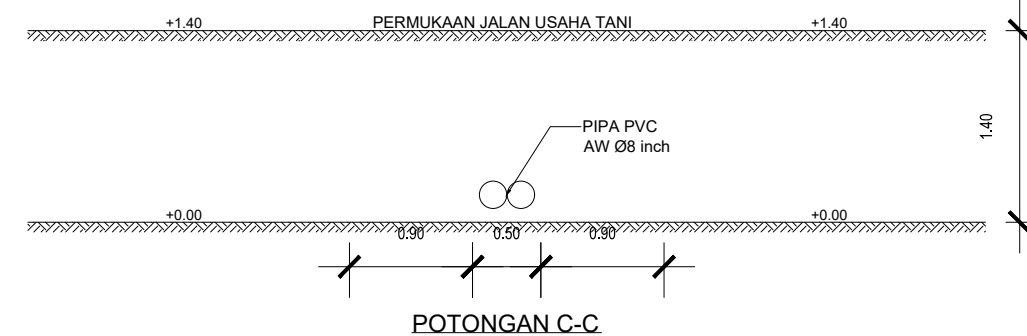 PERMUKAAN JALAN USAHA TANI
+1.40
+1.40
1.40
PIPA PVC
AW Ø8 inch
+0.00
+0.00
0.90
0.50
0.90
POTONGAN C-C